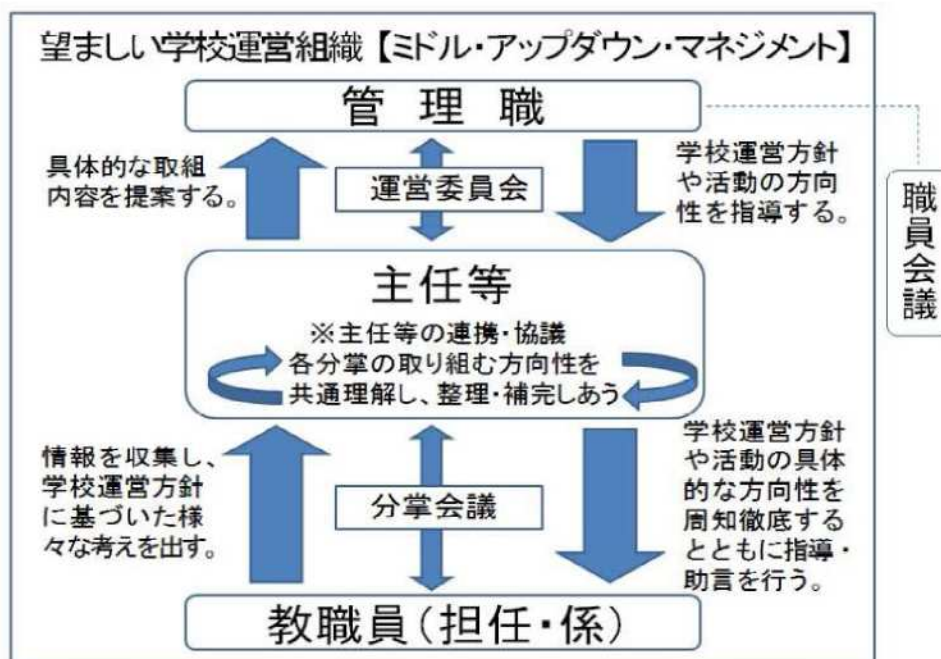 望ましい学校運営組織【ミドル・アップダウン・マネジメント】
管理職
具体的な取組
内容を提案する。
運営委員会
学校運営方針
や活動の方向
性を指導する。
職員会議
主任等
※主任等の連携・協議
各分掌の取り組む方向性を
共通理解し、整理・補完しあう
情報を収集し、
学校運営方針
に基づいた様
々な考えを出す。
分掌会議
学校運営方針
や活動の具体
的な方向性を
周知徹底する
とともに指導・
助言を行う。
教職員(担任・係)